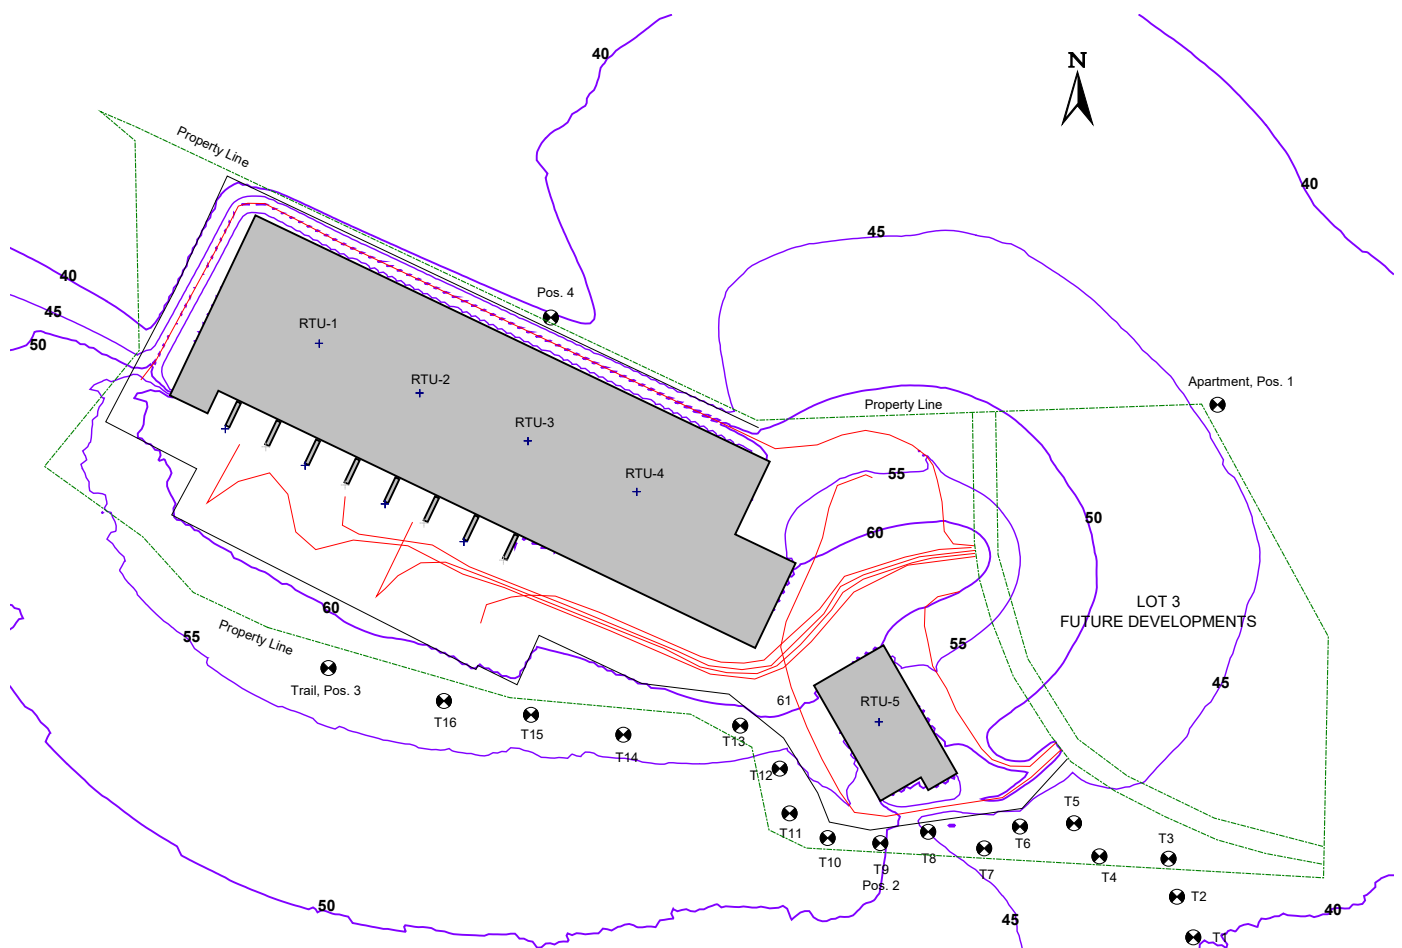 40
N
Property Line
40
45
40
Pos. 4
45
RTU-1
50
RTU-2
Apartment, Pos. 1
Property Line
RTU-3
RTU-4
55
50
60
LOT 3
FUTURE DEVELOPMENTS
60
55
Property Line
55
45
Trail, Pos. 3
61
RTU-5
T16
T15
T13
T14
T12
T5
T11
T6
T10
T8
T3
T9
T7
T4
Pos. 2
T2
50
45
40
T1